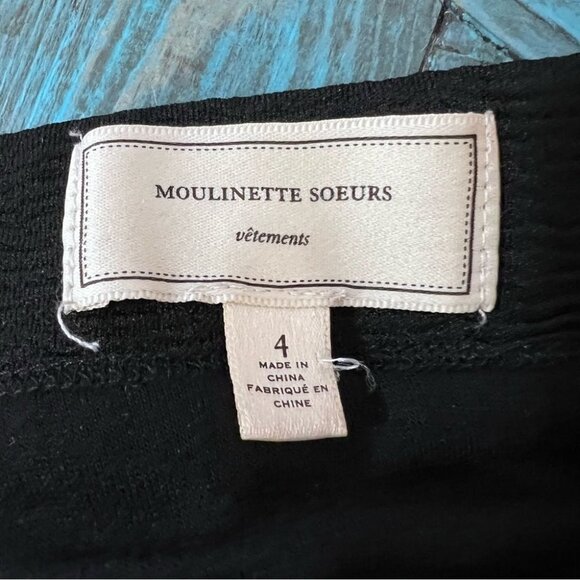 MOULINETTE SOEURS
vêtements
4
MADE IN
CHINA
FABRIQUÉ EN
CHINE